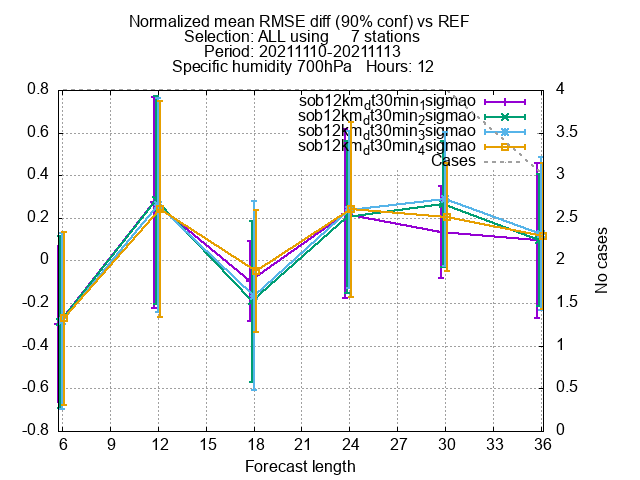 Normalized mean RMSE diff (90% conf) vs REF
Selection: ALL using 7 stations
Period: 20211110-20211113
Specific humidity 700hPa Hours: 12
sob12km_dt30min_1sigmao
sob12km_dt30min_2sigmao
sob12km_dt30min_3sigmao
sob12km_dt30min_4sigmao
Cases
0.8
0.6
0.4
0.2
0
-0.2
-0.4
-0.6
-0.8
4
3.5
3
2.5
2
1.5
1
0.5
0
No cases
6 9 12 15 18 21 24 27 30 33 36
Forecast length